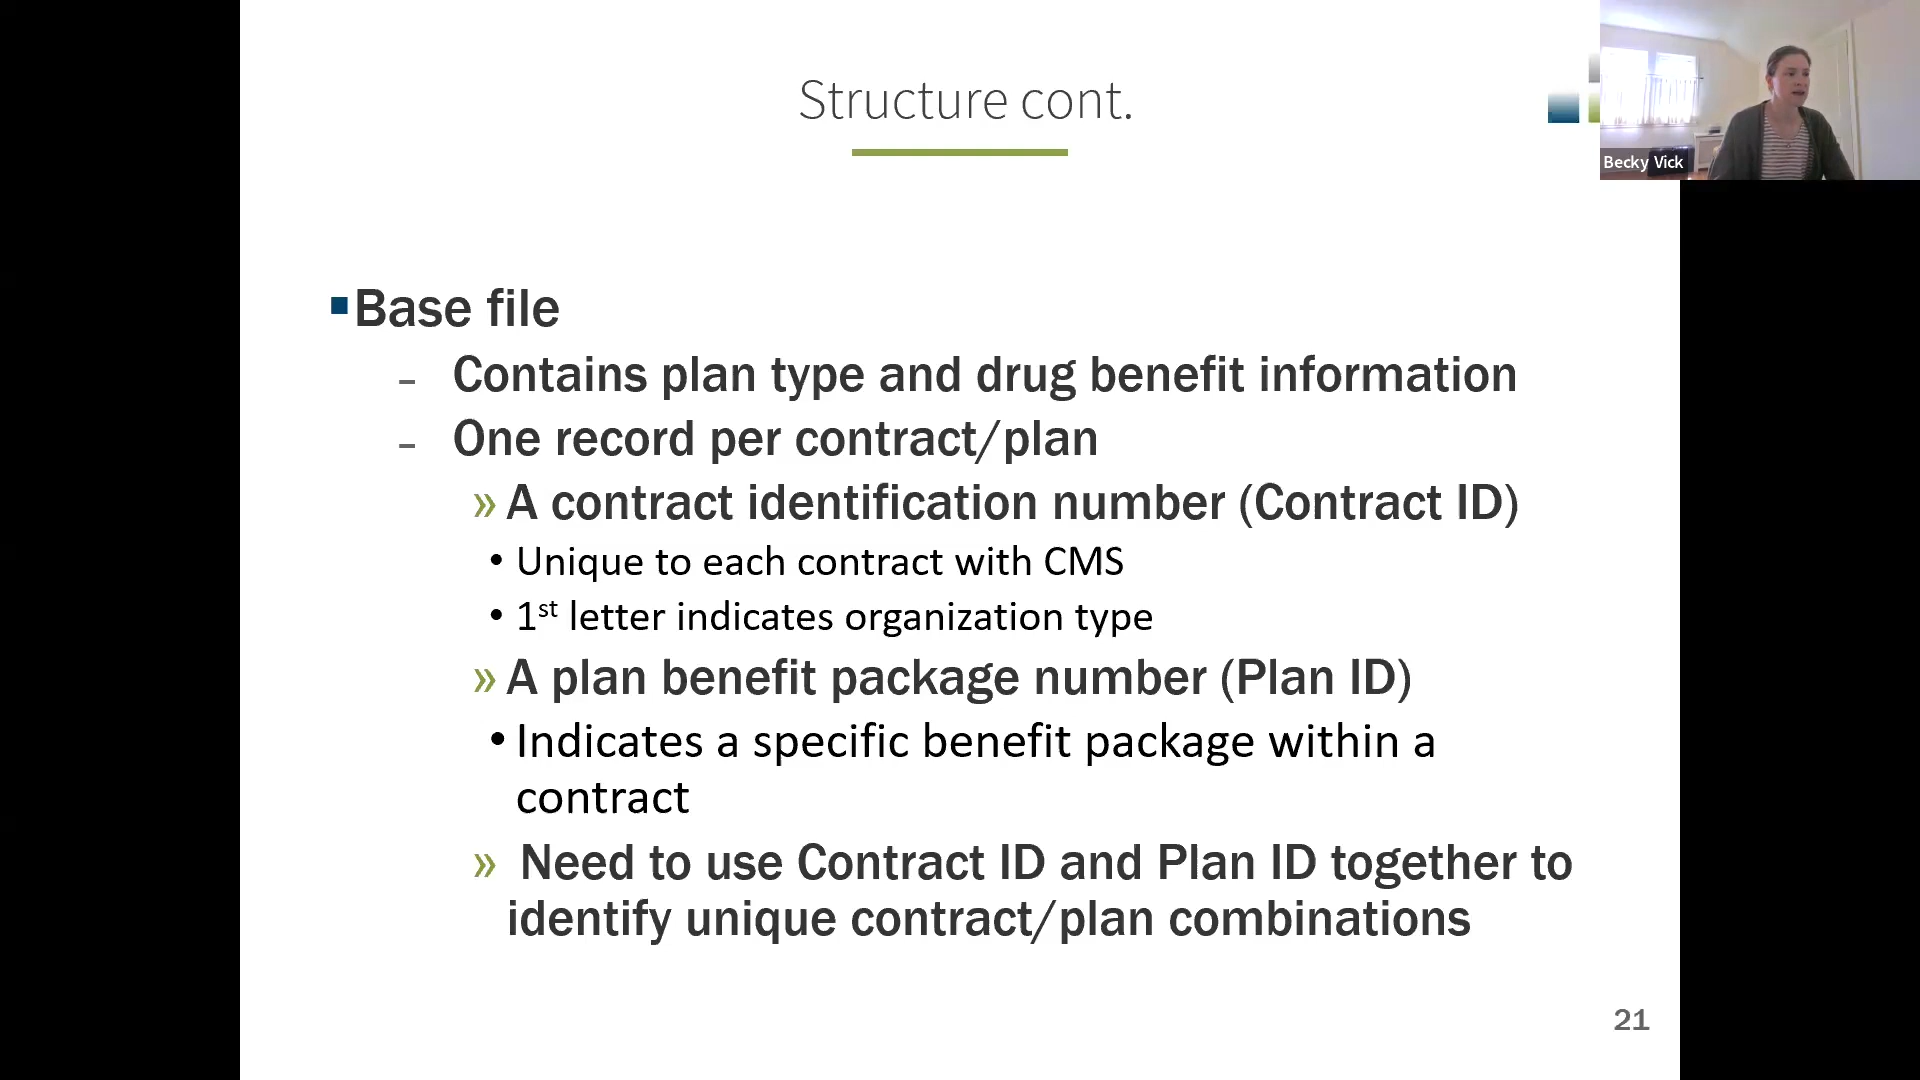 Structure cont.
Becky Vick
▪Base file
– Contains plan type and drug benefit information
– One record per contract/plan
» A contract identification number (Contract ID)
• Unique to each contract with CMS
• 1st letter indicates organization type
» A plan benefit package number (Plan ID)
• Indicates a specific benefit package within a
contract
» Need to use Contract ID and Plan ID together to
identify unique contract/plan combinations
21